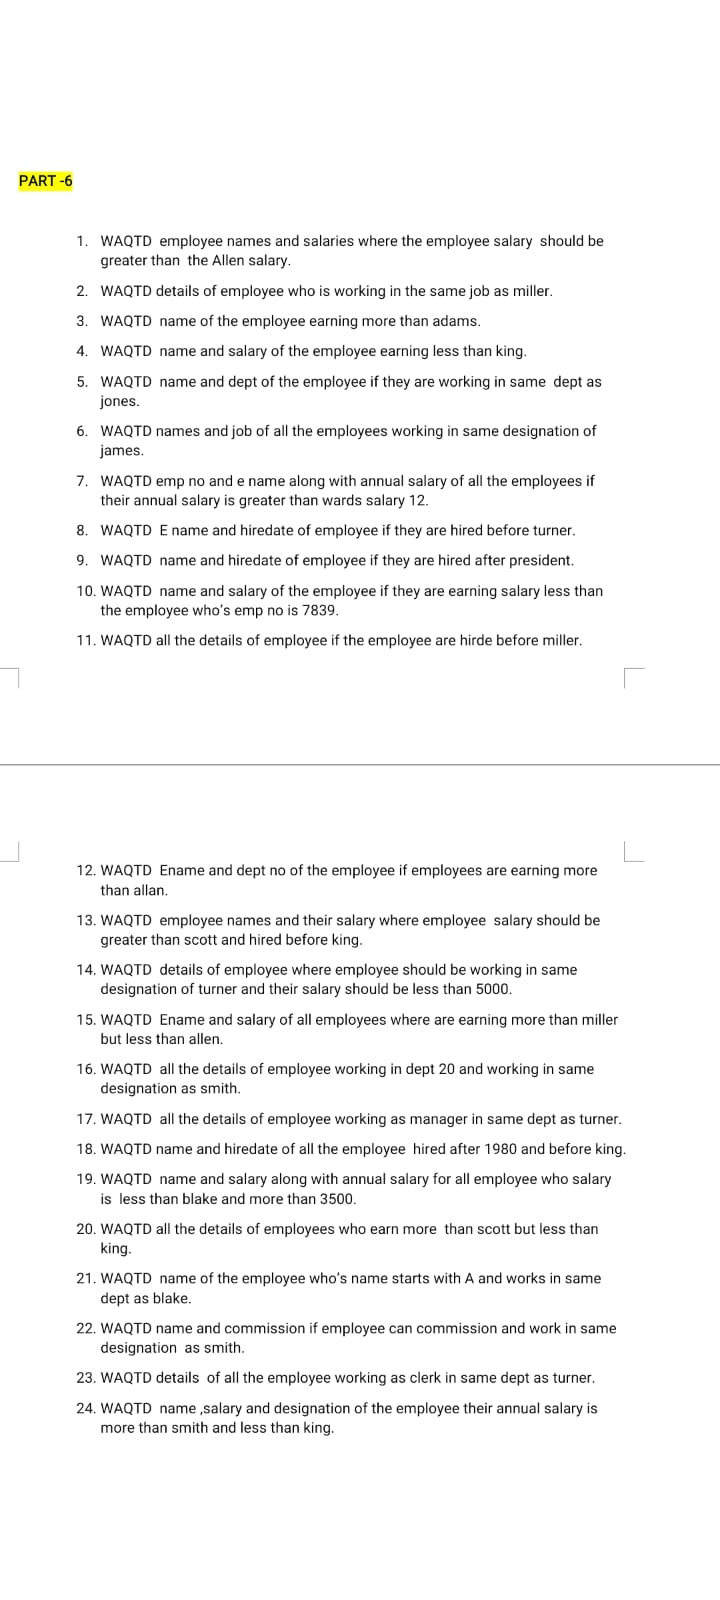 PART -6
1. WAQTD employee names and salaries where the employee salary should be
greater than the Allen salary.
2. WAQTD details of employee who is working in the same job as miller.
3. WAQTD name of the employee earning more than adams.
4. WAQTD name and salary of the employee earning less than king.
5. WAQTD name and dept of the employee if they are working in same dept as
jones.
6. WAQTD names and job of all the employees working in same designation of
james.
7. WAQTD emp no and e name along with annual salary of all the employees if
their annual salary is greater than wards salary 12.
8. WAQTD E name and hiredate of employee if they are hired before turner.
9. WAQTD name and hiredate of employee if they are hired after president.
10. WAQTD name and salary of the employee if they are earning salary less than
the employee who's emp no is 7839.
11. WAQTD all the details of employee if the employee are hirde before miller.
12. WAQTD Ename and dept no of the employee if employees are earning more
than allan.
13. WAQTD employee names and their salary where employee salary should be
greater than scott and hired before king.
14. WAQTD details of employee where employee should be working in same
designation of turner and their salary should be less than 5000.
15. WAQTD Ename and salary of all employees where are earning more than miller
but less than allen.
16. WAQTD all the details of employee working in dept 20 and working in same
designation as smith.
17. WAQTD all the details of employee working as manager in same dept as turner.
18. WAQTD name and hiredate of all the employee hired after 1980 and before king.
19. WAQTD name and salary along with annual salary for all employee who salary
is less than blake and more than 3500.
20. WAQTD all the details of employees who earn more than scott but less than
king.
21. WAQTD name of the employee who's name starts with A and works in same
dept as blake.
22. WAQTD name and commission if employee can commission and work in same
designation as smith.
23. WAQTD details of all the employee working as clerk in same dept as turner.
24. WAQTD name ,salary and designation of the employee their annual salary is
more than smith and less than king.